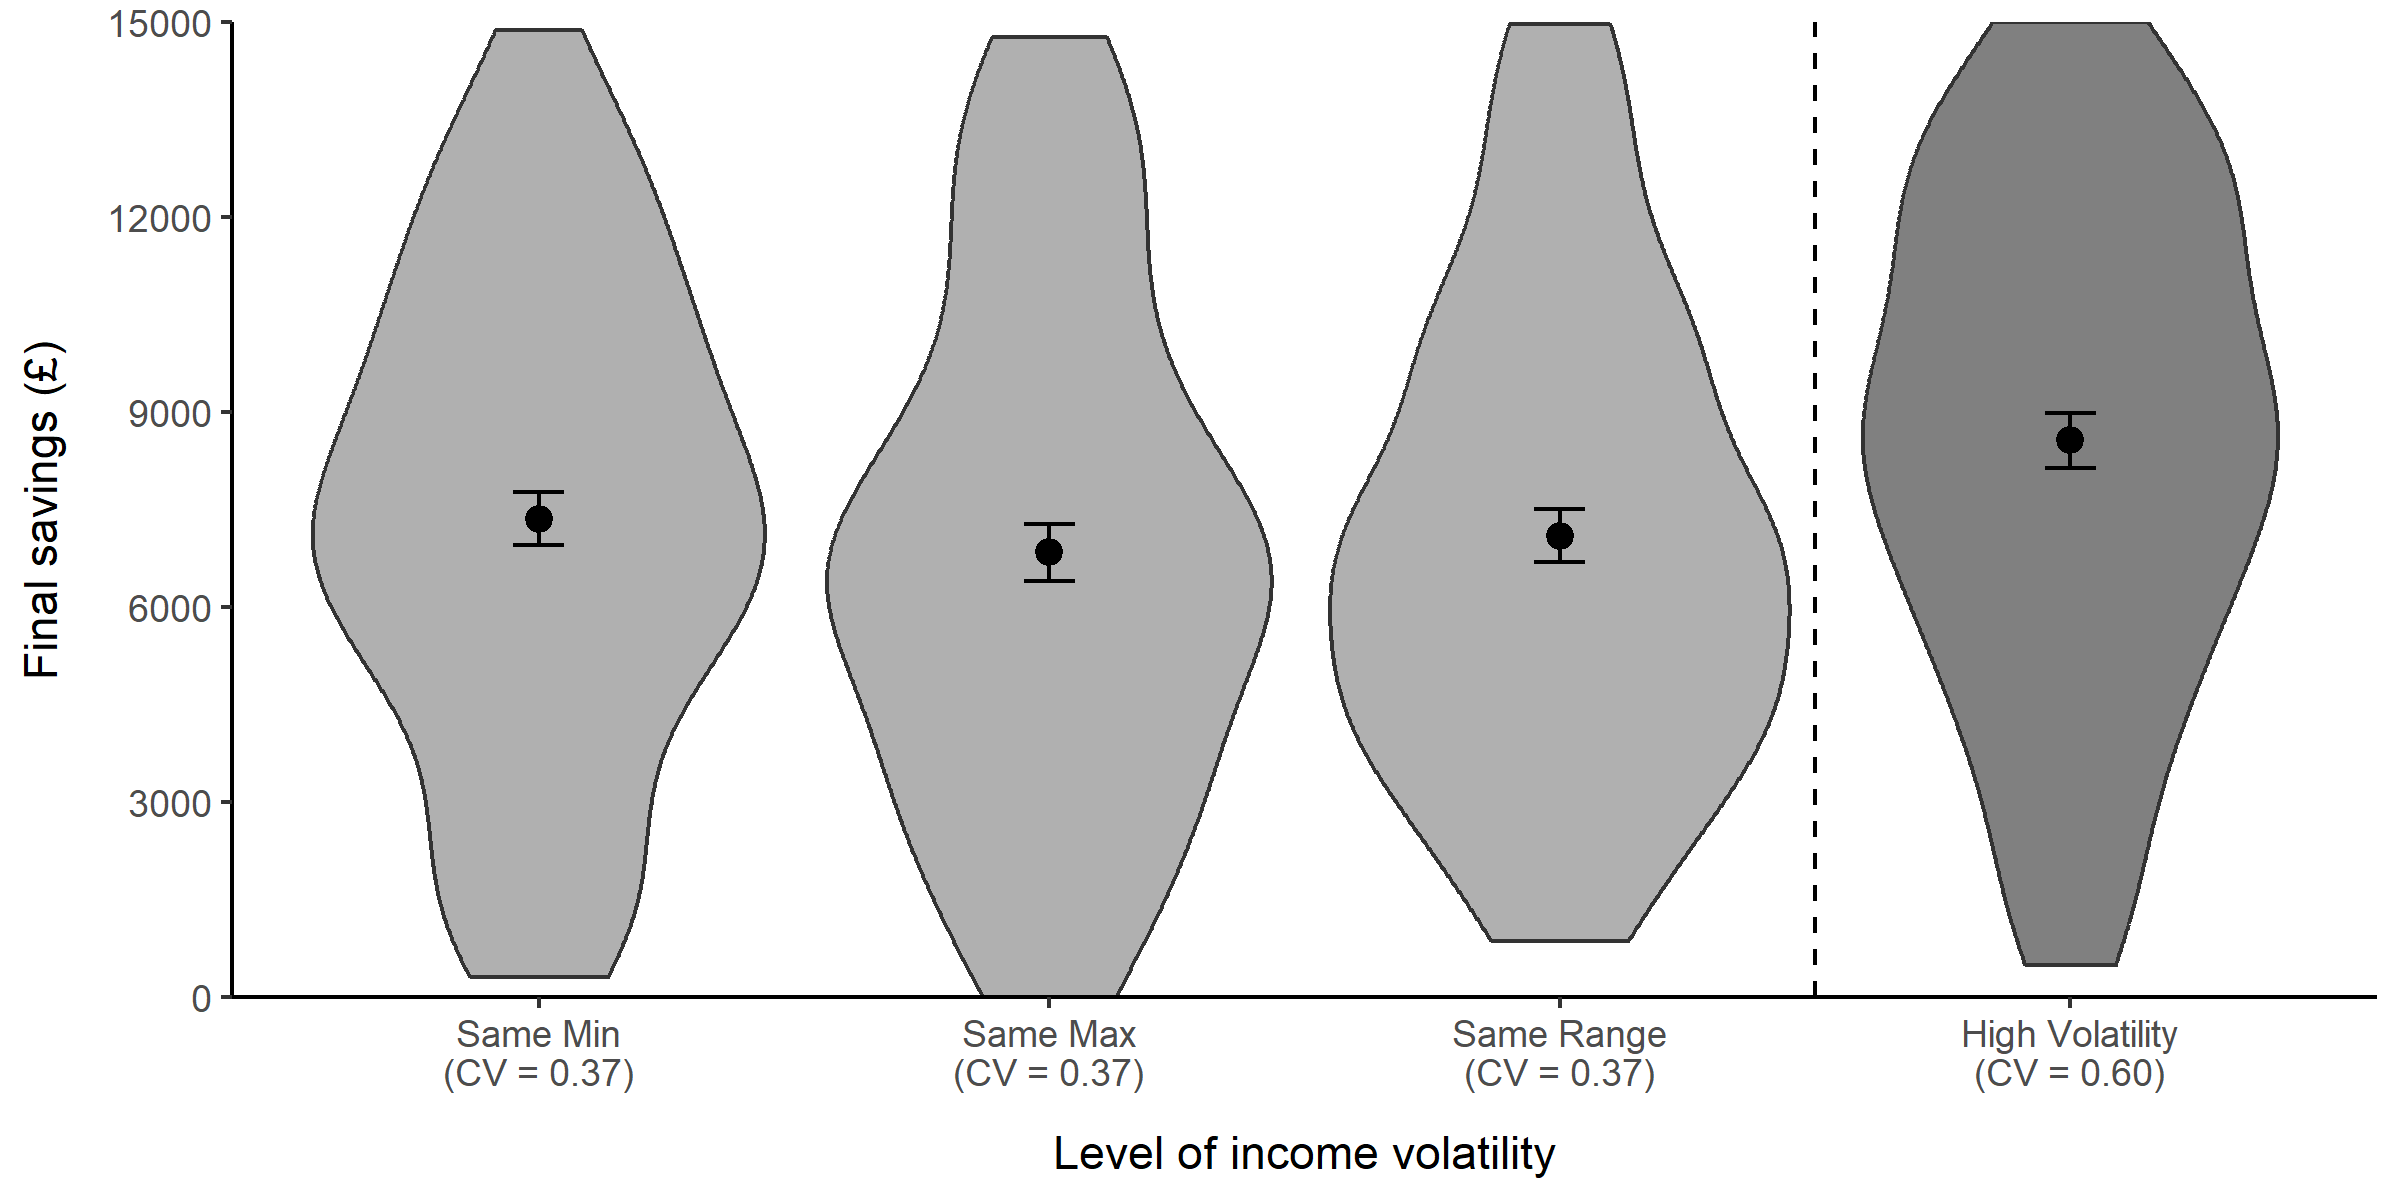 15000
12000
9000
6000
3000
0
Final savings (£)
Same Min
(CV = 0.37)
Same Max
(CV = 0.37)
Same Range
(CV = 0.37)
High Volatility
(CV = 0.60)
Level of income volatility